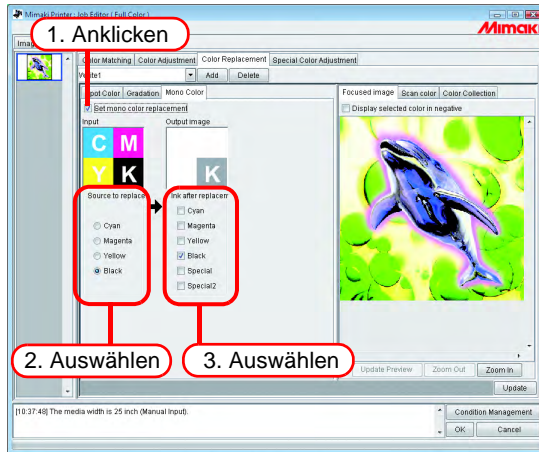 Mimaki Printer : Job Editor ( Full Color )
Mimaki
1. Anklicken
Color Matching Color Adjustment Color Replacement Special Color Adjustment
Add Delete
Spot Color Gradation Mono Color
Focused image Scan color Color Collection
Set mono color replacement
Display selected color in negative
Input Output image
C M
Y K K
Source to replace Ink after replacem
Cyan Cyan
Magenta Magenta
Yellow Yellow
Black Black
Special
Special2
2. Auswählen 3. Auswählen
Update Preview Zoom Out Zoom In
Update
[10:37:48] The media width is 25 inch (Manual Input).
Condition Management
OK Cancel